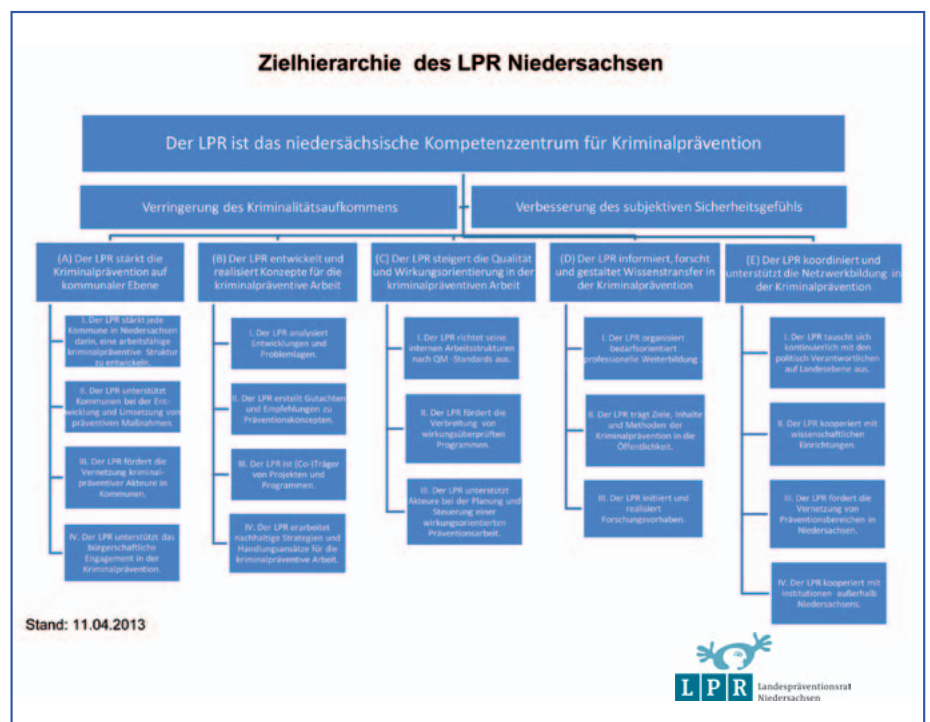 Zielhierarchie des LPR Niedersachsen
Der LPR ist das niedersächsische Kompetenzzentrum für Kriminalprävention
Verringerung des Kriminalitätsaufkommens
Verbesserung des subjektiven Sicherheitsgefühls
(A) Der LPR stärkt die
Kriminalprävention auf
kommunaler Ebene
I. Der LPR stärkt jede
Kommune in Niedersachsen
darin, eine arbeitsfähige
kriminalpräventive Struktur
zu entwickeln.
II. Der LPR unterstützt
Kommunen bei der Ent-
wicklung und Umsetzung von
präventiven Maßnahmen.
III. Der LPR fördert die
Vernetzung kriminal-
präventiver Akteure in
Kommunen.
IV. Der LPR unterstützt das
bürgerschaftliche
Engagement in der
Kriminalprävention.
(B) Der LPR entwickelt und
realisiert Konzepte für die
kriminalpräventive Arbeit
I. Der LPR analysiert
Entwicklungen und
Problemlagen.
II. Der LPR erstellt Gutachten
und Empfehlungen zu
Präventionskonzepten.
III. Der LPR ist (Co-)Träger
von Projekten und
Programmen.
IV. Der LPR erarbeitet
nachhaltige Strategien und
Handlungsansätze für die
kriminalpräventive Arbeit.
(C) Der LPR steigert die Qualität
und Wirkungsorientierung in der
kriminalpräventiven Arbeit
I. Der LPR richtet seine
internen Arbeitsstrukturen
nach QM -Standards aus.
II. Der LPR fördert die
Verbreitung von
wirkungsüberprüften
Programmen.
III. Der LPR unterstützt
Akteure bei der Planung und
Steuerung einer
wirkungsorientierten
Präventionsarbeit.
(D) Der LPR informiert, forscht
und gestaltet Wissenstransfer in
der Kriminalprävention
I. Der LPR organisiert
bedarfsorientiert
professionelle Weiterbildung.
II. Der LPR trägt Ziele, Inhalte
und Methoden der
Kriminalprävention in die
Öffentlichkeit.
III. Der LPR initiiert und
realisiert
Forschungsvorhaben.
(E) Der LPR koordiniert und
unterstützt die Netzwerkbildung in
der Kriminalprävention
I. Der LPR tauscht sich
kontinuierlich mit den
politisch Verantwortlichen
auf Landesebene aus.
II. Der LPR kooperiert mit
wissenschaftlichen
Einrichtungen.
III. Der LPR fördert die
Vernetzung von
Präventionsbereichen in
Niedersachsen.
IV. Der LPR kooperiert mit
Institutionen außerhalb
Niedersachsens.
Stand: 11.04.2013
LPR
Landespräventionsrat
Niedersachsen